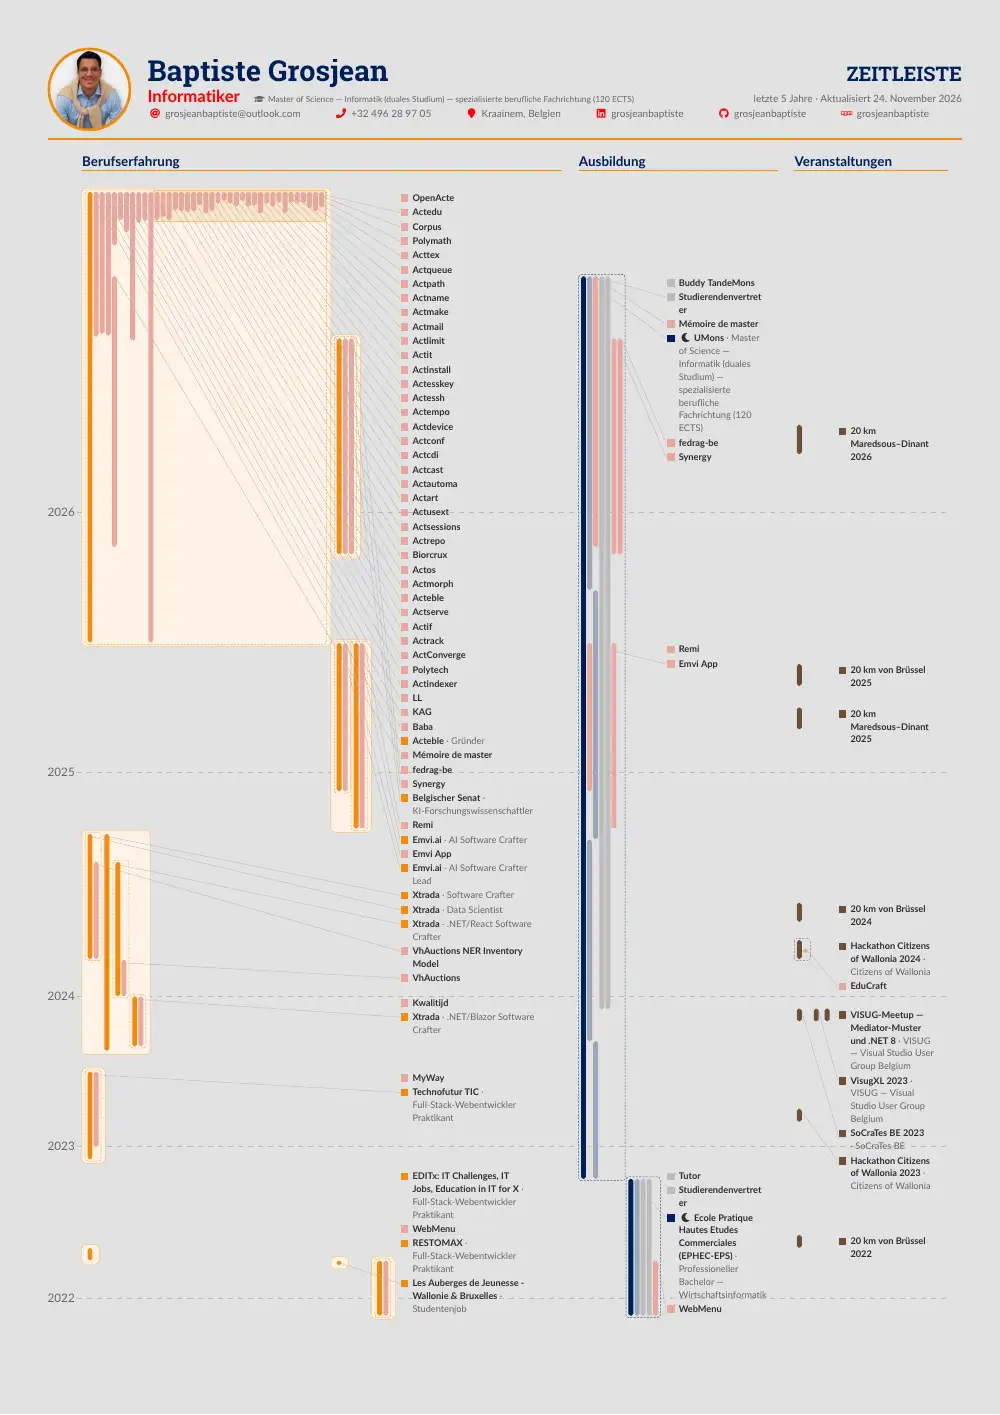 Baptiste Grosjean
ZEITLEISTE
Informatiker
Master of Science — Informatik (duales Studium) — spezialisierte berufliche Fachrichtung (120 ECTS)
letzte 5 Jahre · Aktualisiert 24. November 2026
grosjeanbaptiste@outlook.com
+32 496 28 97 05
Kraainem, Belgien
grosjeanbaptiste
grosjeanbaptiste
grosjeanbaptiste
Berufserfahrung
OpenActe
Actedu
Corpus
Polymath
Acttex
Actqueue
Actpath
Actname
Actmake
Actmail
Actlimit
Actit
Actinstall
Actesskey
Actessh
Actempo
Actdevice
Actconf
Actcdi
Actcast
Actautoma
Actart
Actusext
Actsessions
Actrepo
Biorcrux
Actos
Actmorph
Acteble
Actserve
Actif
Actrack
ActConverge
Polytech
Actindexer
LL
KAG
Baba
Acteble · Gründer
Mémoire de master
fedrag-be
Synergy
Belgischer Senat ·
KI-Forschungswissenschaftler
Remi
Emvi.ai · AI Software Crafter
Emvi App
Emvi.ai · AI Software Crafter
Lead
Xtrada · Software Crafter
Xtrada · Data Scientist
Xtrada · .NET/React Software
Crafter
VhAuctions NER Inventory
Model
VhAuctions
Kwalitijd
Xtrada · .NET/Blazor Software
Crafter
MyWay
Technofutur TIC ·
Full-Stack-Webentwickler
Praktikant
EDITx: IT Challenges, IT
Jobs, Education in IT for X ·
Full-Stack-Webentwickler
Praktikant
WebMenu
RESTOMAX ·
Full-Stack-Webentwickler
Praktikant
Les Auberges de Jeunesse -
Wallonie & Bruxelles ·
Studentenjob
2026
2025
2024
2023
2022
Ausbildung
Buddy TandeMons
Studierendenvertret
er
Mémoire de master
UMons · Master
of Science —
Informatik (duales
Studium) —
spezialisierte
berufliche
Fachrichtung (120
ECTS)
fedrag-be
Synergy
Remi
Emvi App
Tutor
Studierendenvertret
er
Ecole Pratique
Hautes Etudes
Commerciales
(EPHEC-EPS) ·
Professioneller
Bachelor —
Wirtschaftsinformatik
WebMenu
Veranstaltungen
20 km
Maredsous–Dinant
2026
20 km von Brüssel
2025
20 km
Maredsous–Dinant
2025
20 km von Brüssel
2024
Hackathon Citizens
of Wallonia 2024 ·
Citizens of Wallonia
EduCraft
VISUG-Meetup —
Mediator-Muster
und .NET 8 · VISUG
— Visual Studio User
Group Belgium
VisugXL 2023 ·
VISUG — Visual
Studio User Group
Belgium
SoCraTes BE 2023
· SoCraTes BE
Hackathon Citizens
of Wallonia 2023 ·
Citizens of Wallonia
20 km von Brüssel
2022